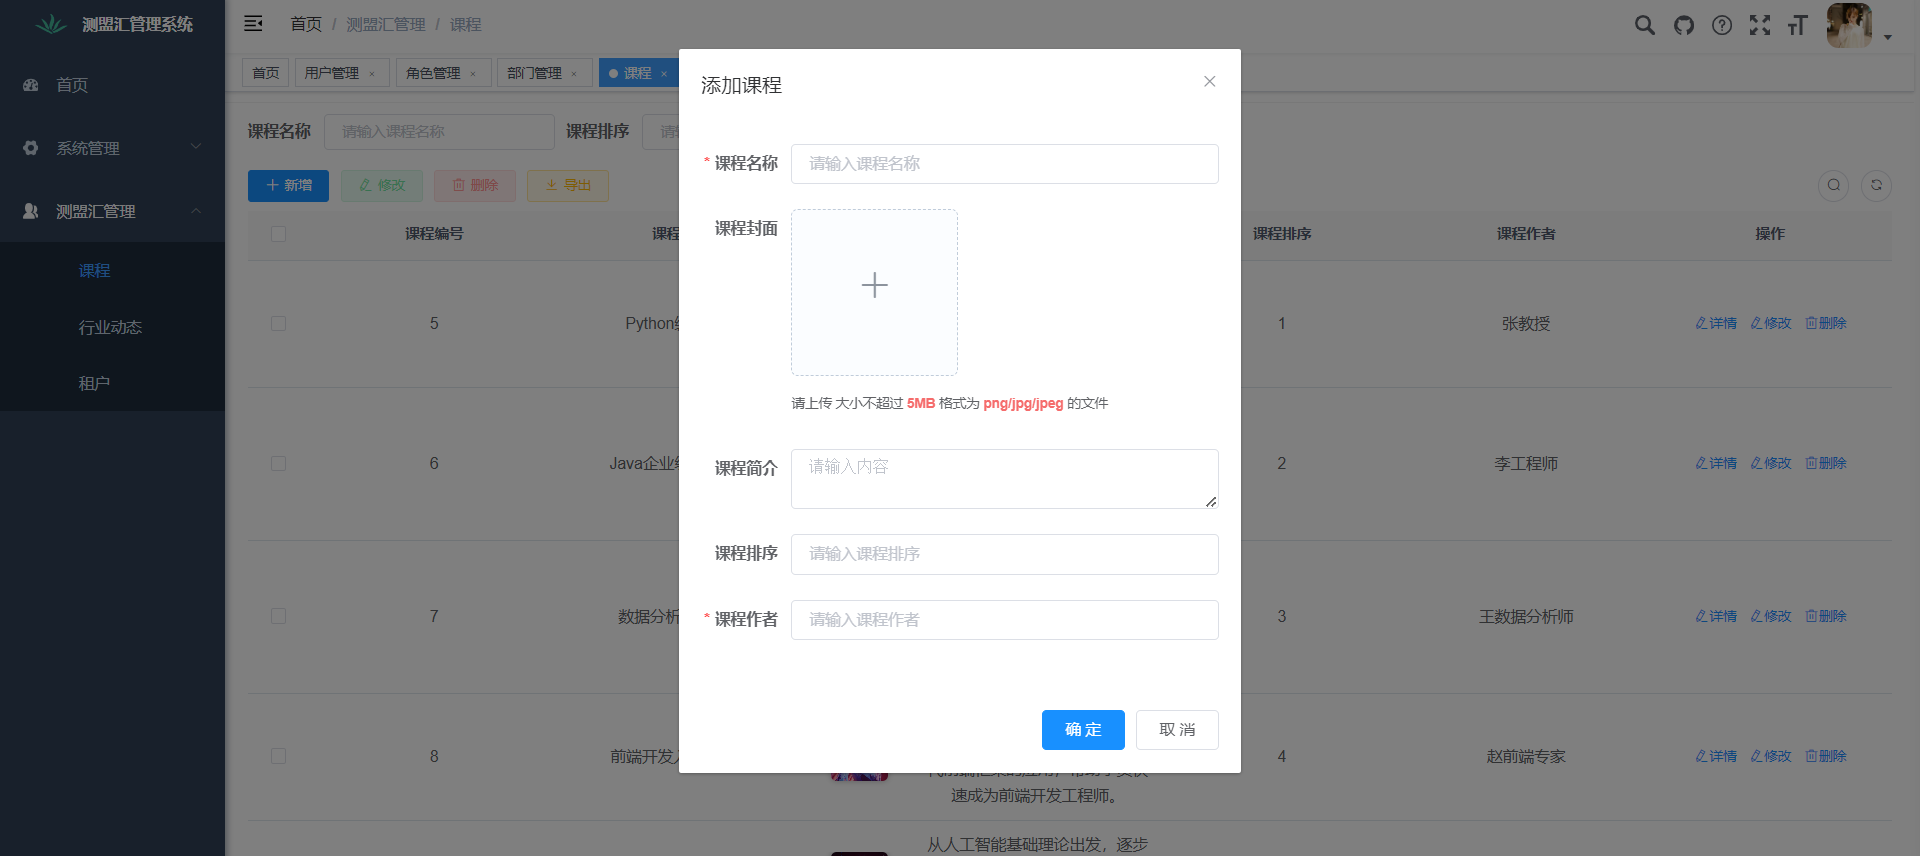 测盟汇管理系统
首页 / 测盟汇管理 / 课程
首页
系统管理
测盟汇管理
课程
行业动态
租户
首页 用户管理 × 角色管理 × 部门管理 × 课程 ×
课程名称 请输入课程名称 课程排序
新增 修改 删除 导出
课程编号 课程 课程排序 课程作者 操作
5 Python 1 张教授 详情 修改 删除
6 Java企业 2 李工程师 详情 修改 删除
7 数据分析 3 王数据分析师 详情 修改 删除
8 前端开发 4 赵前端专家 详情 修改 删除
速成为前端开发工程师。
从人工智能基础理论出发，逐步
添加课程
* 课程名称 请输入课程名称
课程封面
请上传 大小不超过 5MB 格式为 png/jpg/jpeg 的文件
课程简介 请输入内容
课程排序 请输入课程排序
* 课程作者 请输入课程作者
确 定 取 消